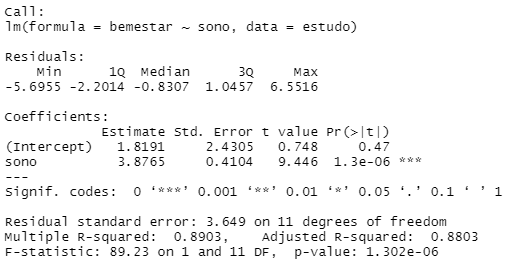 Call:
lm(formula = bemestar ~ sono, data = estudo)
Residuals:
Min 1Q Median 3Q Max
-5.6955 -2.2014 -0.8307 1.0457 6.5516
Coefficients:
Estimate Std. Error t value Pr(>|t|)
(Intercept) 1.8191 2.4305 0.748 0.47
sono 3.8765 0.4104 9.446 1.3e-06 ***
---
Signif. codes: 0 ‘***’ 0.001 ‘**’ 0.01 ‘*’ 0.05 ‘.’ 0.1 ‘ ’ 1
Residual standard error: 3.649 on 11 degrees of freedom
Multiple R-squared: 0.8903, Adjusted R-squared: 0.8803
F-statistic: 89.23 on 1 and 11 DF, p-value: 1.302e-06